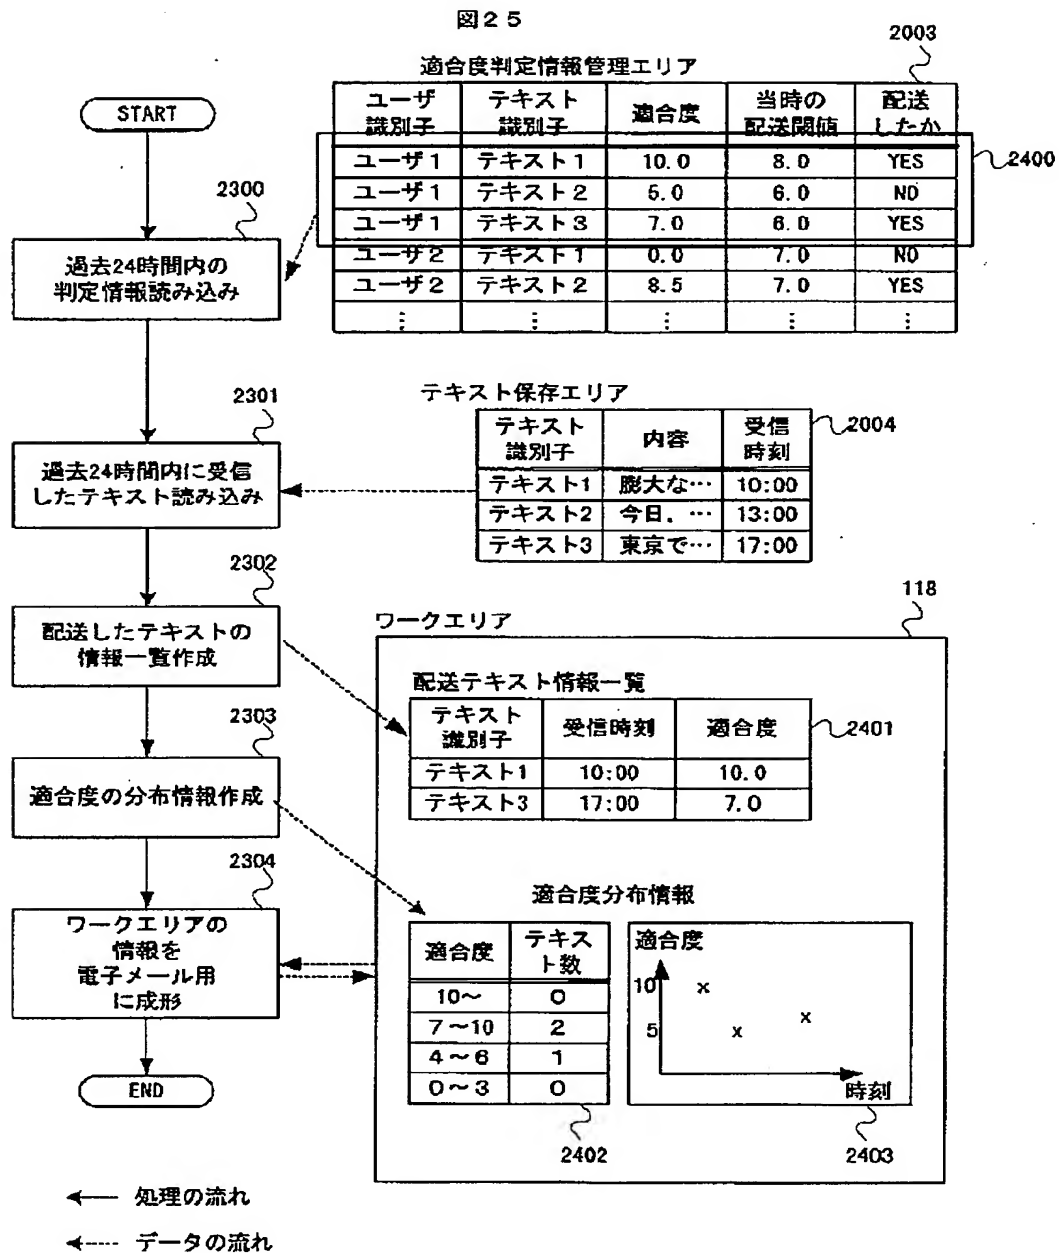 図25
2003
適合度判定情報管理エリア
ユーザ識別子 テキスト識別子 適合度 当時の配送閾値 配送したか
ユーザ1 テキスト1 10.0 8.0 YES
ユーザ1 テキスト2 5.0 6.0 NO
ユーザ1 テキスト3 7.0 6.0 YES
ユーザ2 テキスト1 0.0 7.0 NO
ユーザ2 テキスト2 8.5 7.0 YES
⋮ ⋮ ⋮ ⋮ ⋮
2400
START
2300
過去24時間内の
判定情報読み込み
テキスト保存エリア
2004
テキスト識別子 内容 受信時刻
テキスト1 膨大な… 10:00
テキスト2 今日、… 13:00
テキスト3 東京で… 17:00
2301
過去24時間内に受信
したテキスト読み込み
2302
配送したテキストの
情報一覧作成
118
ワークエリア
配送テキスト情報一覧
テキスト識別子 受信時刻 適合度
テキスト1 10:00 10.0
テキスト3 17:00 7.0
2401
2303
適合度の分布情報作成
2304
ワークエリアの
情報を
電子メール用
に成形
END
適合度分布情報
適合度 テキスト数
10~ 0
7~10 2
4~6 1
0~3 0
2402
適合度
10
5
x x x
時刻
2403
処理の流れ
データの流れ